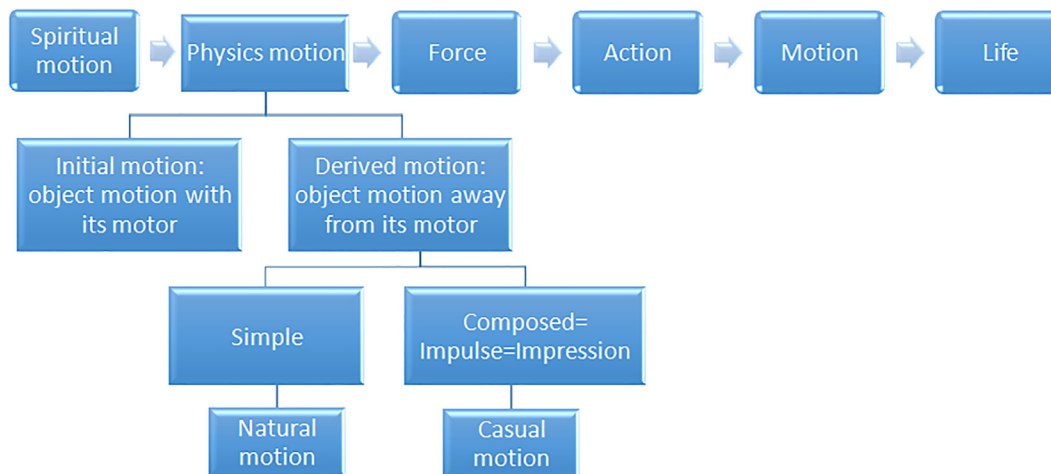 Spiritual
motion
Physics motion
Force
Action
Motion
Life
Initial motion:
object motion with
its motor
Derived motion:
object motion away
from its motor
Simple
Composed=
Impulse=Impression
Natural
motion
Casual
motion